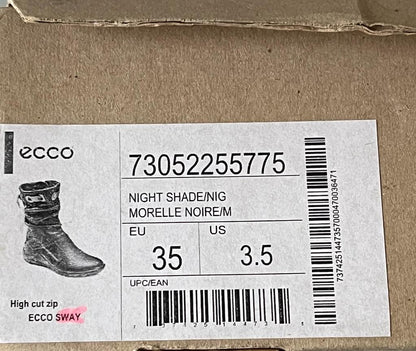 ecco
73052255775
NIGHT SHADE/NIG
MORELLE NOIRE/M
EU US
35 3.5
UPC/EAN
High cut zip
ECCO SWAY
7374251447357000470036471